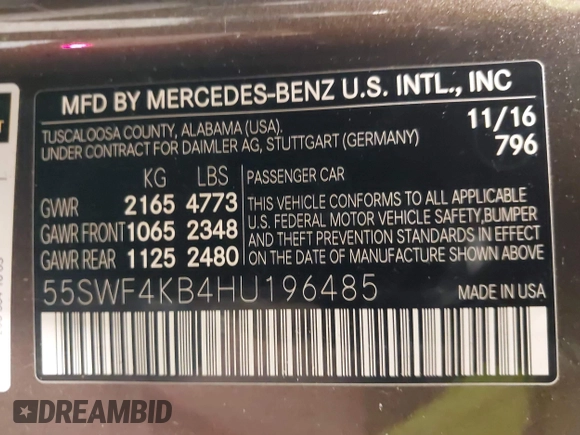 MFD BY MERCEDES-BENZ U.S. INTL., INC
TUSCALOOSA COUNTY, ALABAMA (USA). 11/16
UNDER CONTRACT FOR DAIMLER AG, STUTTGART (GERMANY) 796
KG LBS PASSENGER CAR
GVWR 2165 4773
GAWR FRONT 1065 2348
GAWR REAR 1125 2480
THIS VEHICLE CONFORMS TO ALL APPLICABLE
U.S. FEDERAL MOTOR VEHICLE SAFETY,BUMPER
AND THEFT PREVENTION STANDARDS IN EFFECT
ON THE DATE OF MANUFACTURE SHOWN ABOVE
55SWF4KB4HU196485
DREAMBID